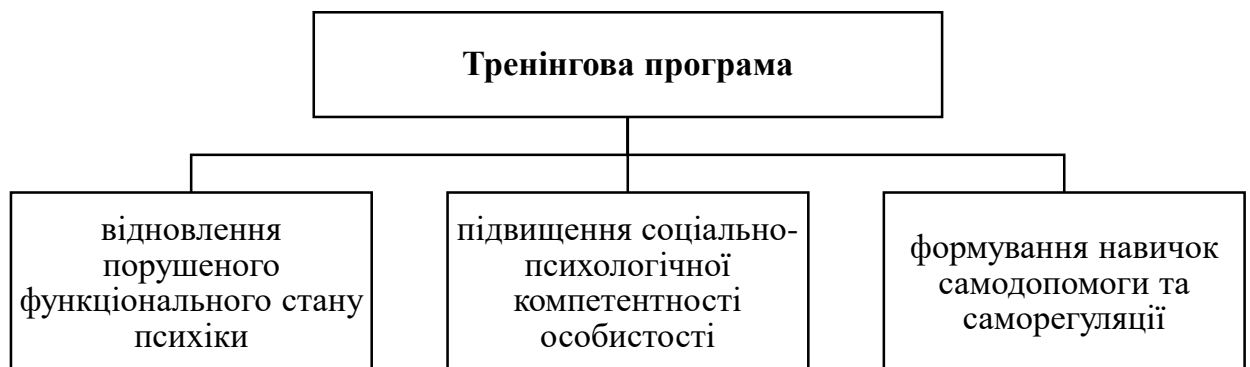 Тренінгова програма
відновлення
порушеного
функціонального стану
психіки
підвищення соціально-
психологічної
компетентності
особистості
формування навичок
самодопомоги та
саморегуляції